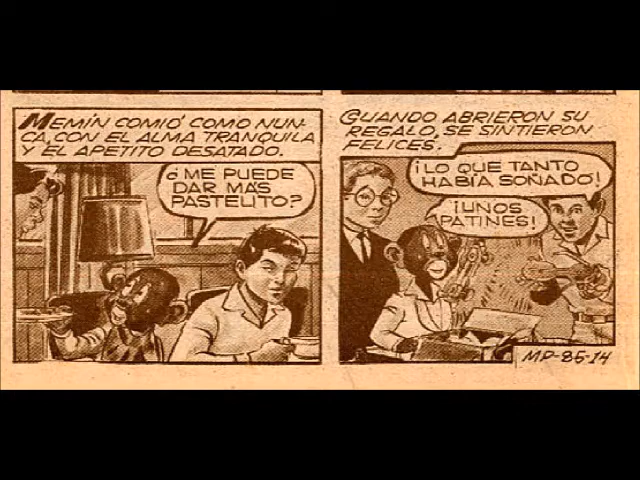 MEMÍN COMIÓ COMO NUN-
CA, CON EL ALMA TRANQUILA
Y EL APETITO DESATADO.
¿ME PUEDE
DAR MÁS
PASTELITO?
CUANDO ABRIERON SU
REGALO, SE SINTIERON
FELICES.
¡LO QUE TANTO
HABÍA SOÑADO!
¡UNOS
PATINES!
MP-85-14